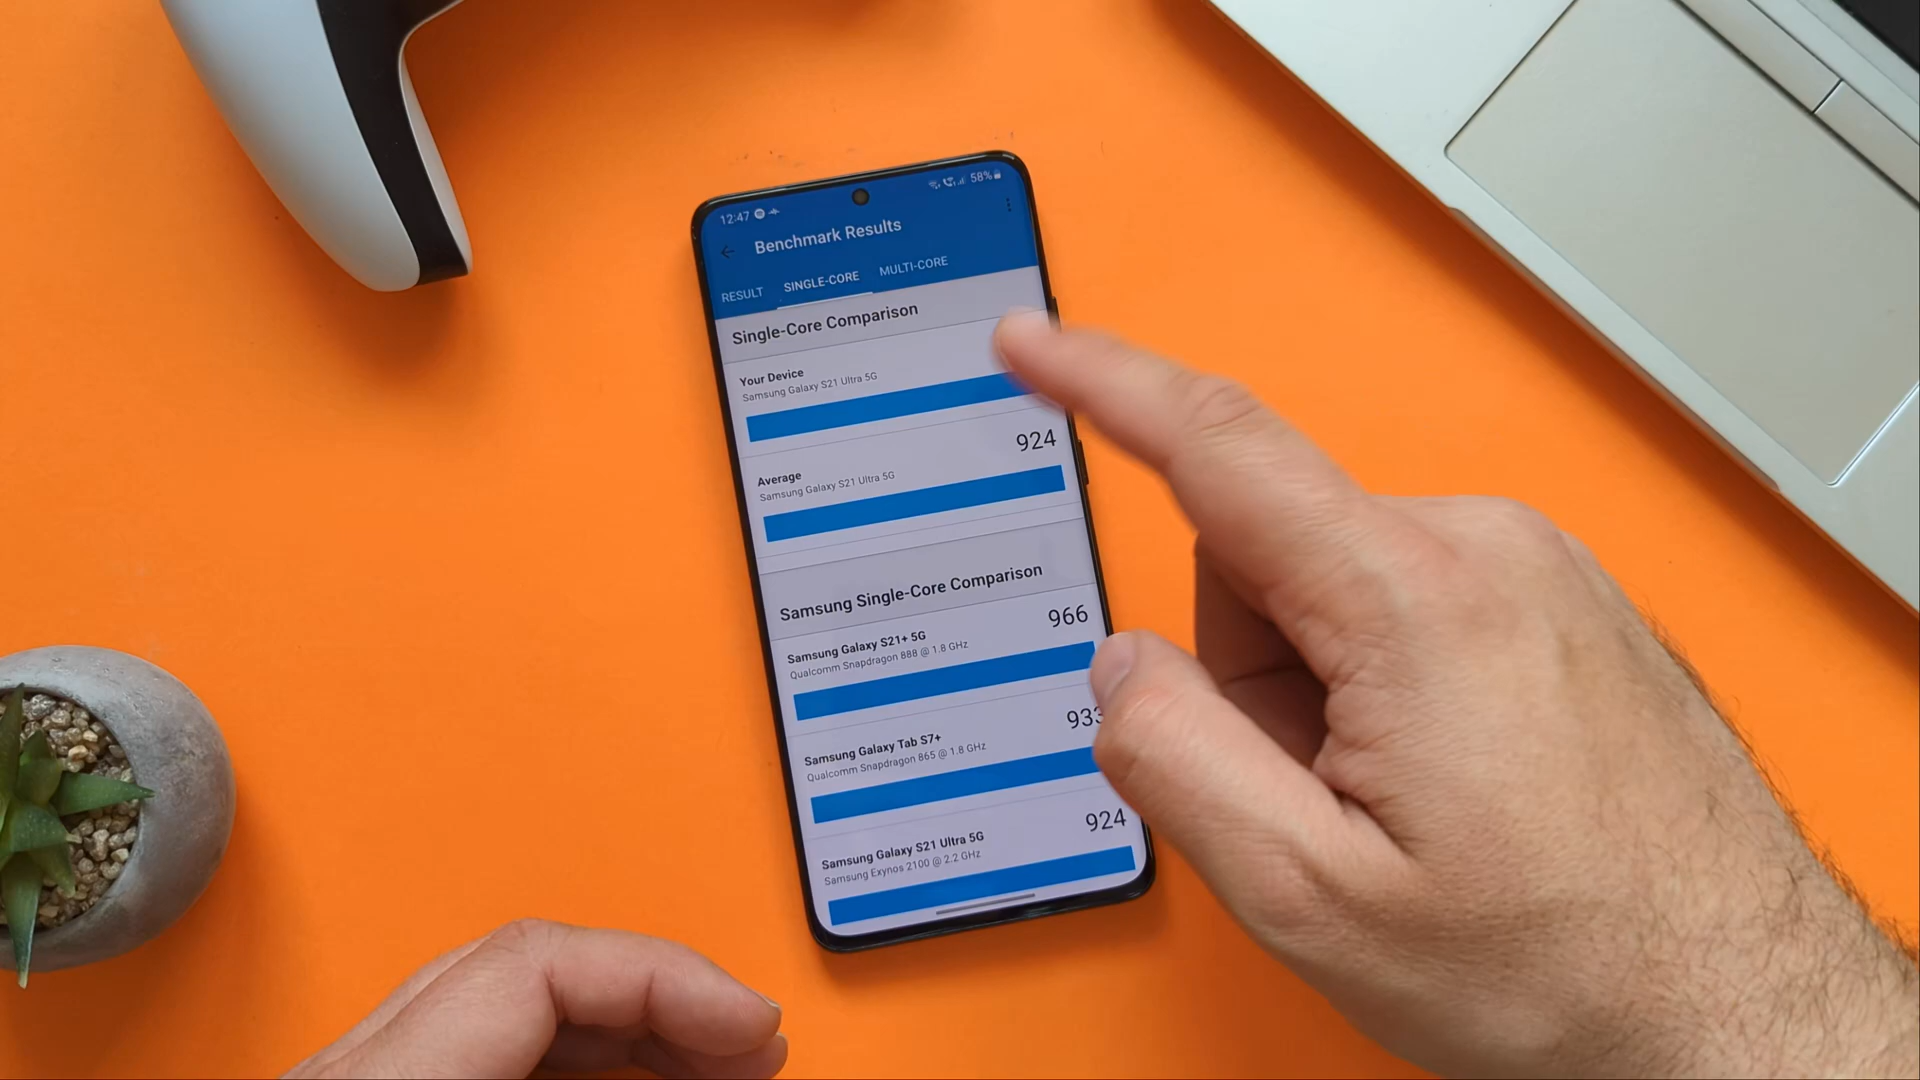 12:47 58%
Benchmark Results
RESULT SINGLE-CORE MULTI-CORE
Single-Core Comparison
Your Device
Samsung Galaxy S21 Ultra 5G
924
Average
Samsung Galaxy S21 Ultra 5G
Samsung Single-Core Comparison
966
Samsung Galaxy S21+ 5G
Qualcomm Snapdragon 888 @ 1.8 GHz
933
Samsung Galaxy Tab S7+
Qualcomm Snapdragon 865 @ 1.8 GHz
924
Samsung Galaxy S21 Ultra 5G
Samsung Exynos 2100 @ 2.2 GHz